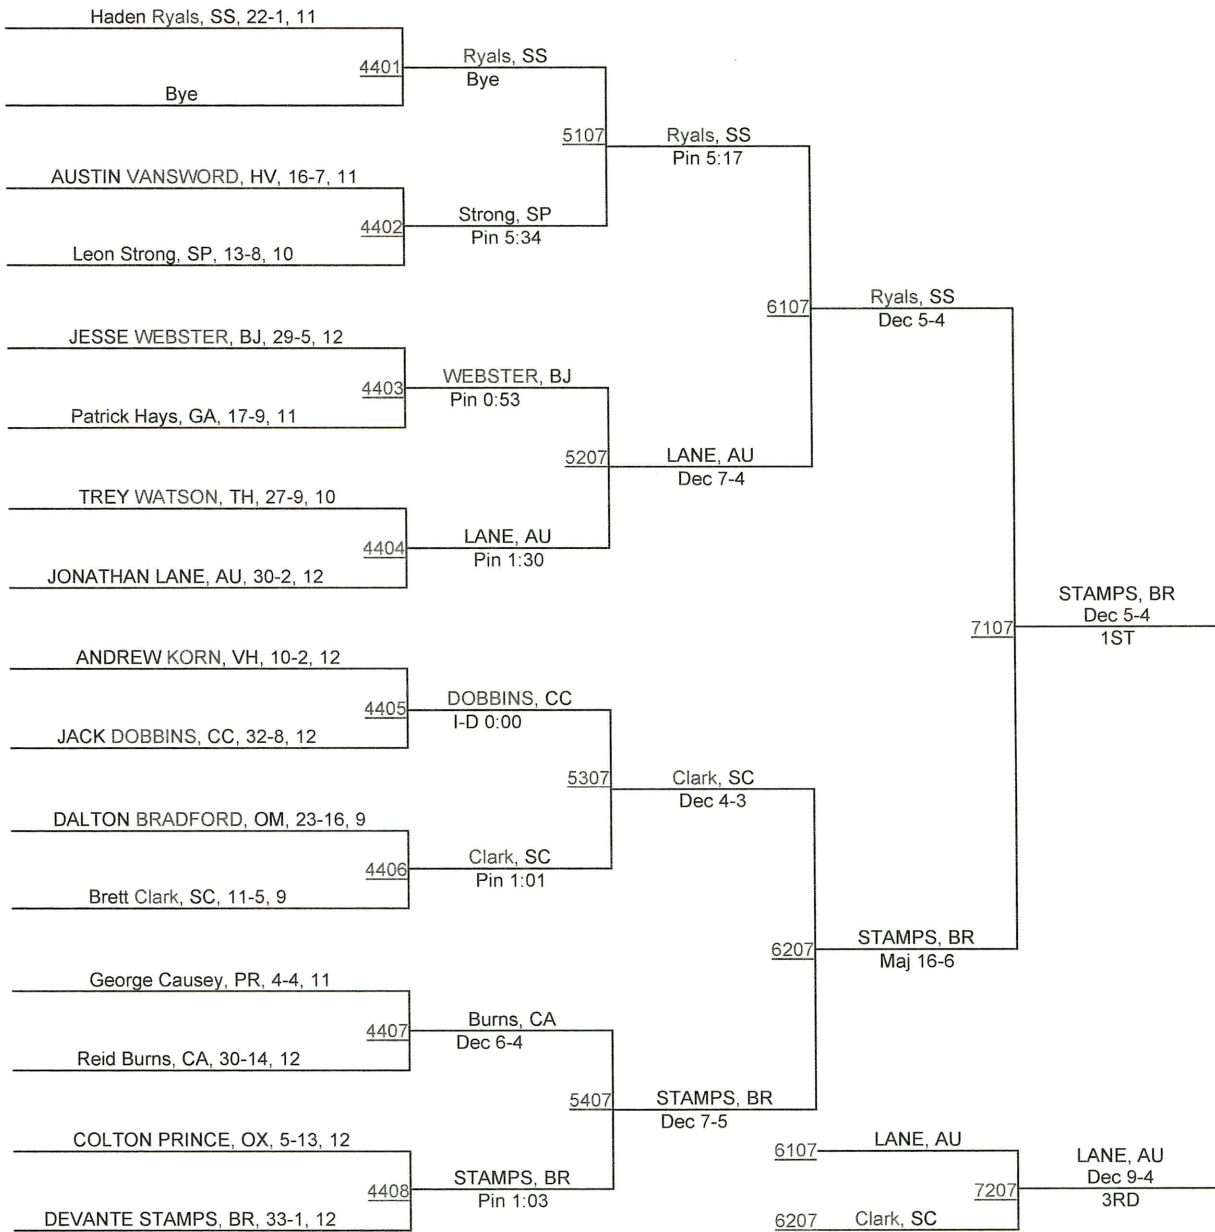 Haden Ryals, SS, 22-1, 11
4401
Ryals, SS
Bye
Bye
5107
Ryals, SS
Pin 5:17
AUSTIN VANSWORD, HV, 16-7, 11
4402
Strong, SP
Pin 5:34
Leon Strong, SP, 13-8, 10
6107
Ryals, SS
Dec 5-4
JESSE WEBSTER, BJ, 29-5, 12
4403
WEBSTER, BJ
Pin 0:53
Patrick Hays, GA, 17-9, 11
5207
LANE, AU
Dec 7-4
TREY WATSON, TH, 27-9, 10
4404
LANE, AU
Pin 1:30
JONATHAN LANE, AU, 30-2, 12
7107
STAMPS, BR
Dec 5-4
1ST
ANDREW KORN, VH, 10-2, 12
4405
DOBBINS, CC
I-D 0:00
JACK DOBBINS, CC, 32-8, 12
5307
Clark, SC
Dec 4-3
DALTON BRADFORD, OM, 23-16, 9
4406
Clark, SC
Pin 1:01
Brett Clark, SC, 11-5, 9
6207
STAMPS, BR
Maj 16-6
George Causey, PR, 4-4, 11
4407
Burns, CA
Dec 6-4
Reid Burns, CA, 30-14, 12
5407
STAMPS, BR
Dec 7-5
COLTON PRINCE, OX, 5-13, 12
4408
STAMPS, BR
Pin 1:03
DEVANTE STAMPS, BR, 33-1, 12
6107
LANE, AU
7207
LANE, AU
Dec 9-4
3RD
6207
Clark, SC